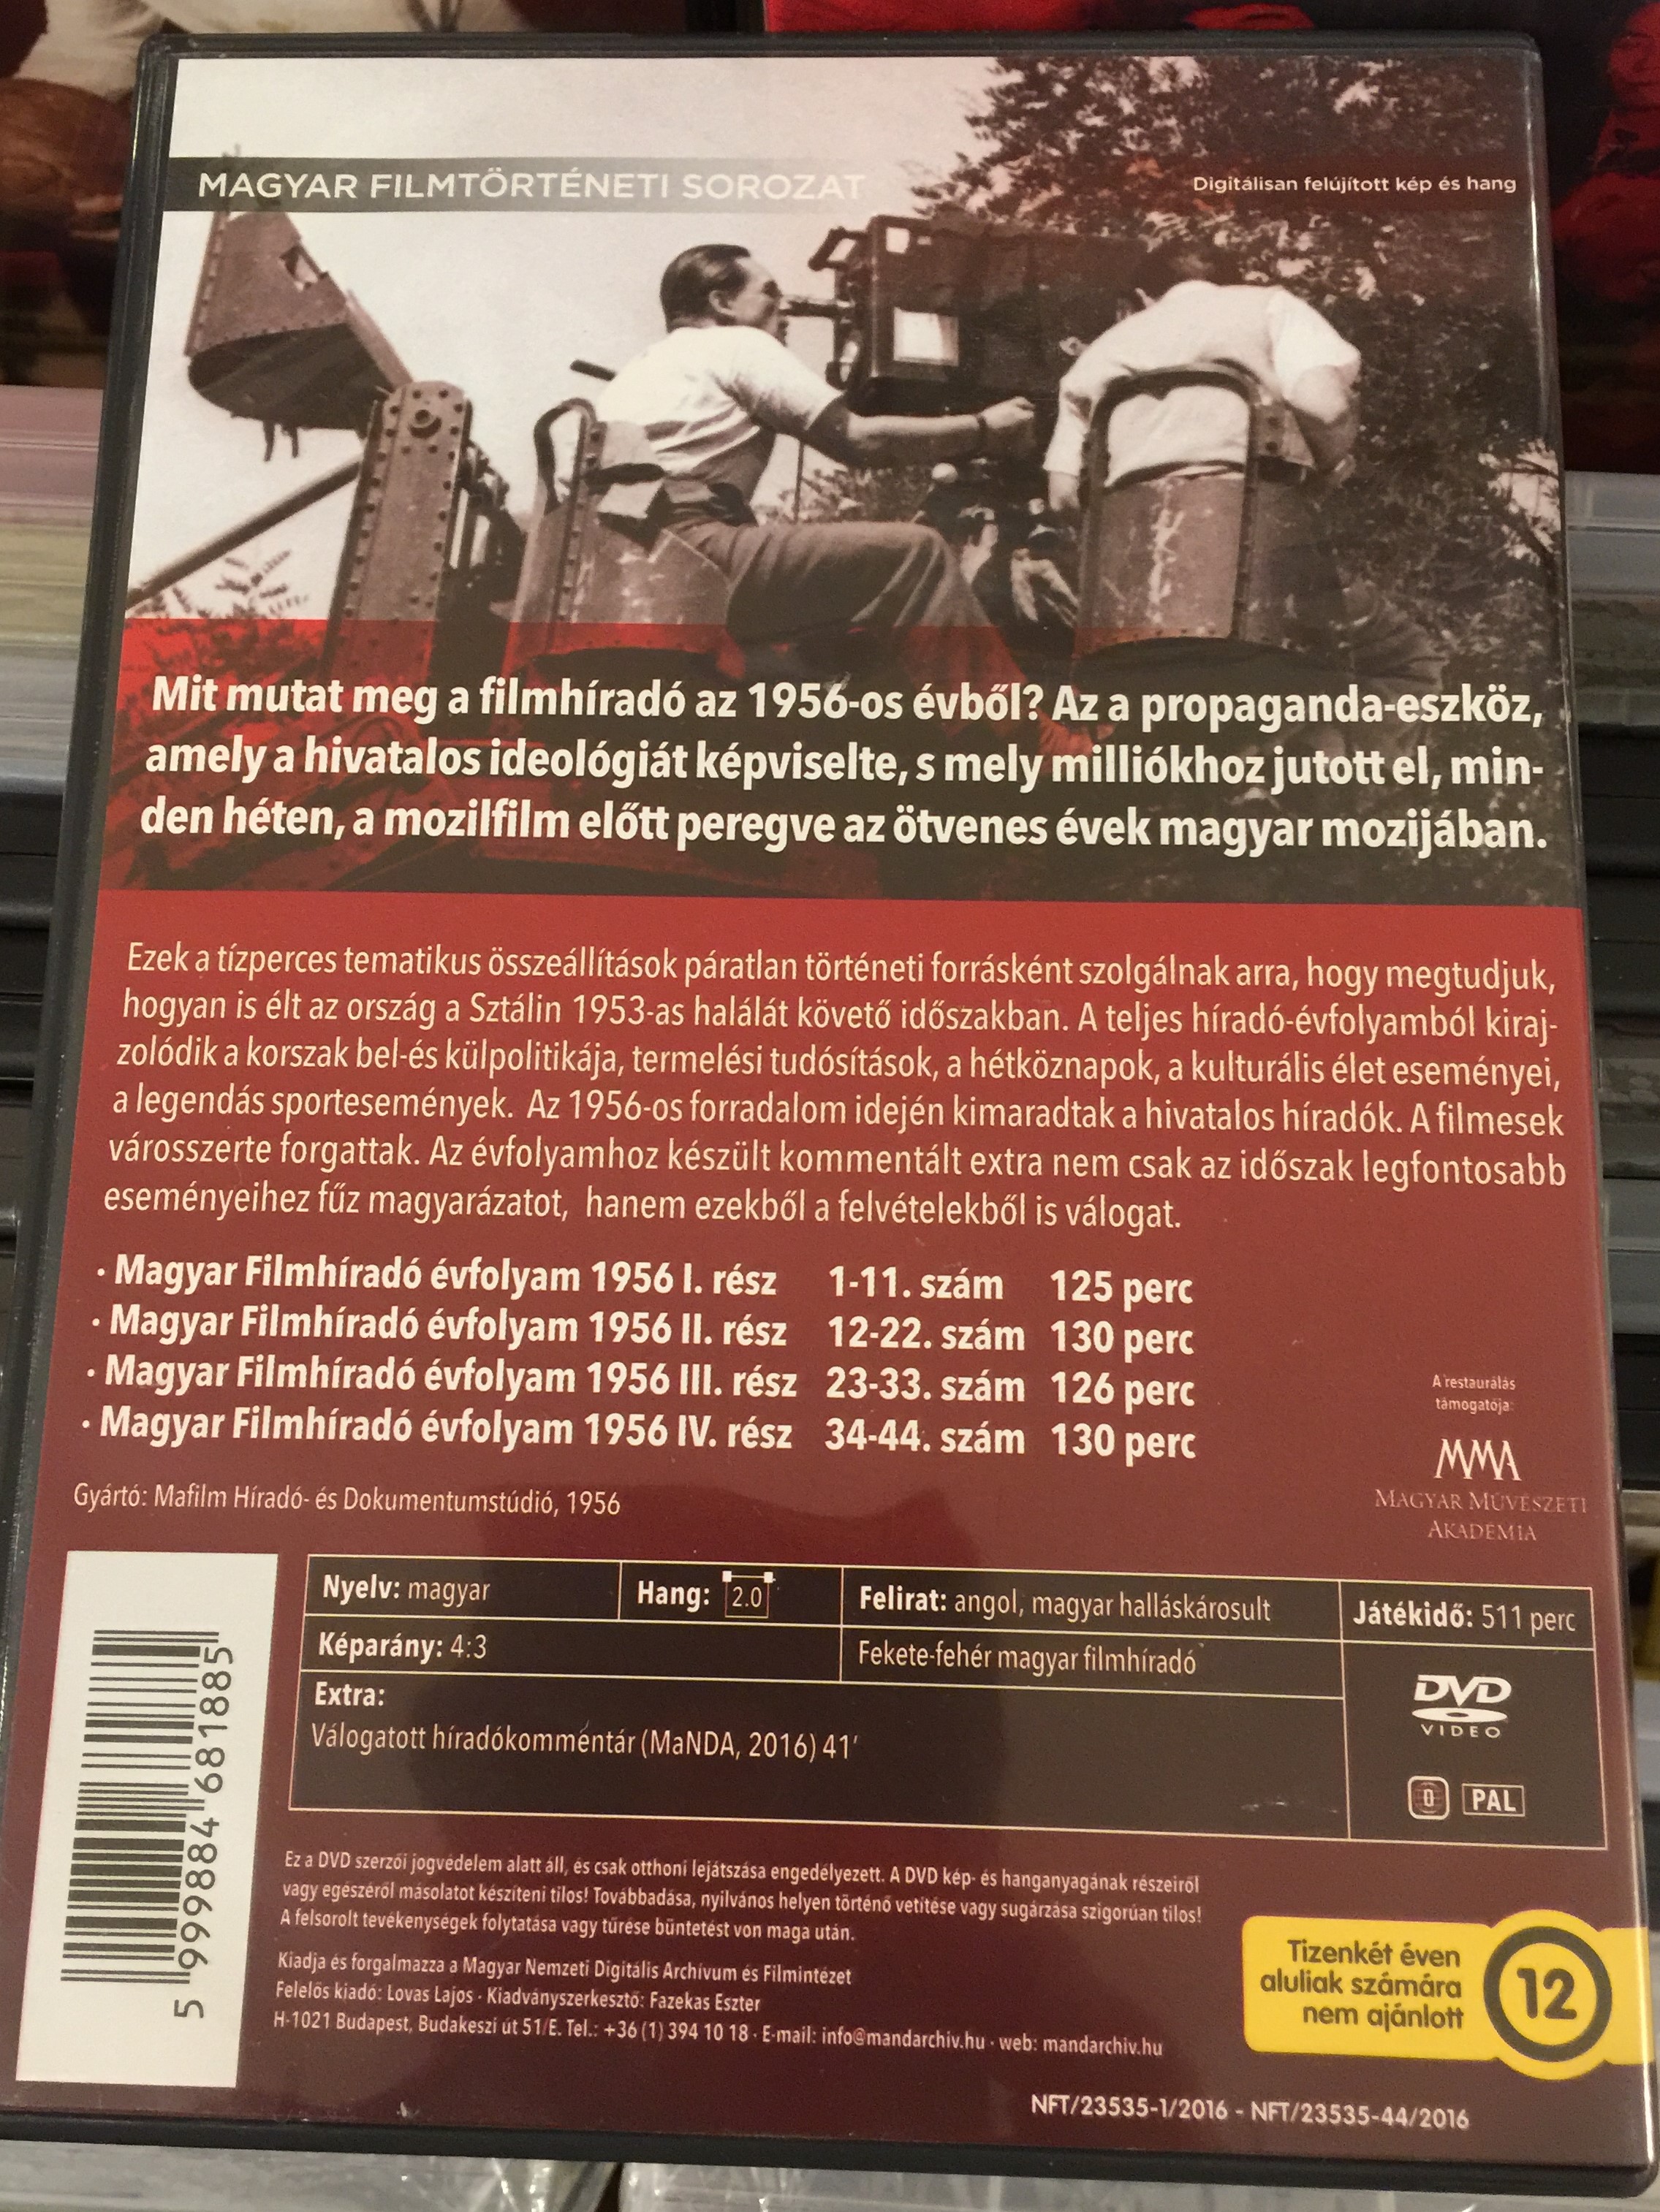 MAGYAR FILMTÖRTÉNETI SOROZAT
Digitálisan felújított kép és hang
Mit mutat meg a filmhíradó az 1956-os évből? Az a propaganda-eszköz,
amely a hivatalos ideológiát képviselte, s mely milliókhoz jutott el, min-
den héten, a mozilfilm előtt peregve az ötvenes évek magyar mozijában.
Ezek a tízperces tematikus összeállítások páratlan történeti forrásként szolgálnak arra, hogy megtudjuk,
hogyan is élt az ország a Sztálin 1953-as halálát követő időszakban. A teljes híradó-évfolyamból kiraj-
zolódik a korszak bel-és külpolitikája, termelési tudósítások, a hétköznapok, a kulturális élet eseményei,
a legendás sportesemények. Az 1956-os forradalom idején kimaradtak a hivatalos híradók. A filmesek
városszerte forgattak. Az évfolyamhoz készült kommentált extra nem csak az időszak legfontosabb
eseményeihez fűz magyarázatot, hanem ezekből a felvételekből is válogat.
· Magyar Filmhíradó évfolyam 1956 I. rész 1-11. szám 125 perc
· Magyar Filmhíradó évfolyam 1956 II. rész 12-22. szám 130 perc
· Magyar Filmhíradó évfolyam 1956 III. rész 23-33. szám 126 perc
· Magyar Filmhíradó évfolyam 1956 IV. rész 34-44. szám 130 perc
A restaurálás
támogatója:
MMA
MAGYAR MŰVÉSZETI
AKADÉMIA
Gyártó: Mafilm Híradó- és Dokumentumstúdió, 1956
Nyelv: magyar Hang: 2.0 Felirat: angol, magyar halláskárosult Játékidő: 511 perc
Képarány: 4:3 Fekete-fehér magyar filmhíradó
Extra:
Válogatott híradókommentár (MaNDA, 2016) 41'
DVD
VIDEO
0 PAL
5 999884 681885
Ez a DVD szerzői jogvédelem alatt áll, és csak otthoni lejátszása engedélyezett. A DVD kép- és hanganyagának részeiről
vagy egészéről másolatot készíteni tilos! Továbbadása, nyilvános helyen történő vetítése vagy sugárzása szigorúan tilos!
A felsorolt tevékenységek folytatása vagy tűrése büntetést von maga után.
Kiadja és forgalmazza a Magyar Nemzeti Digitális Archívum és Filmintézet
Felelős kiadó: Lovas Lajos · Kiadványszerkesztő: Fazekas Eszter
H-1021 Budapest, Budakeszi út 51/E. Tel.: +36 (1) 394 10 18 · E-mail: info@mandarchiv.hu · web: mandarchiv.hu
Tizenkét éven
aluliak számára
nem ajánlott
12
NFT/23535-1/2016 - NFT/23535-44/2016